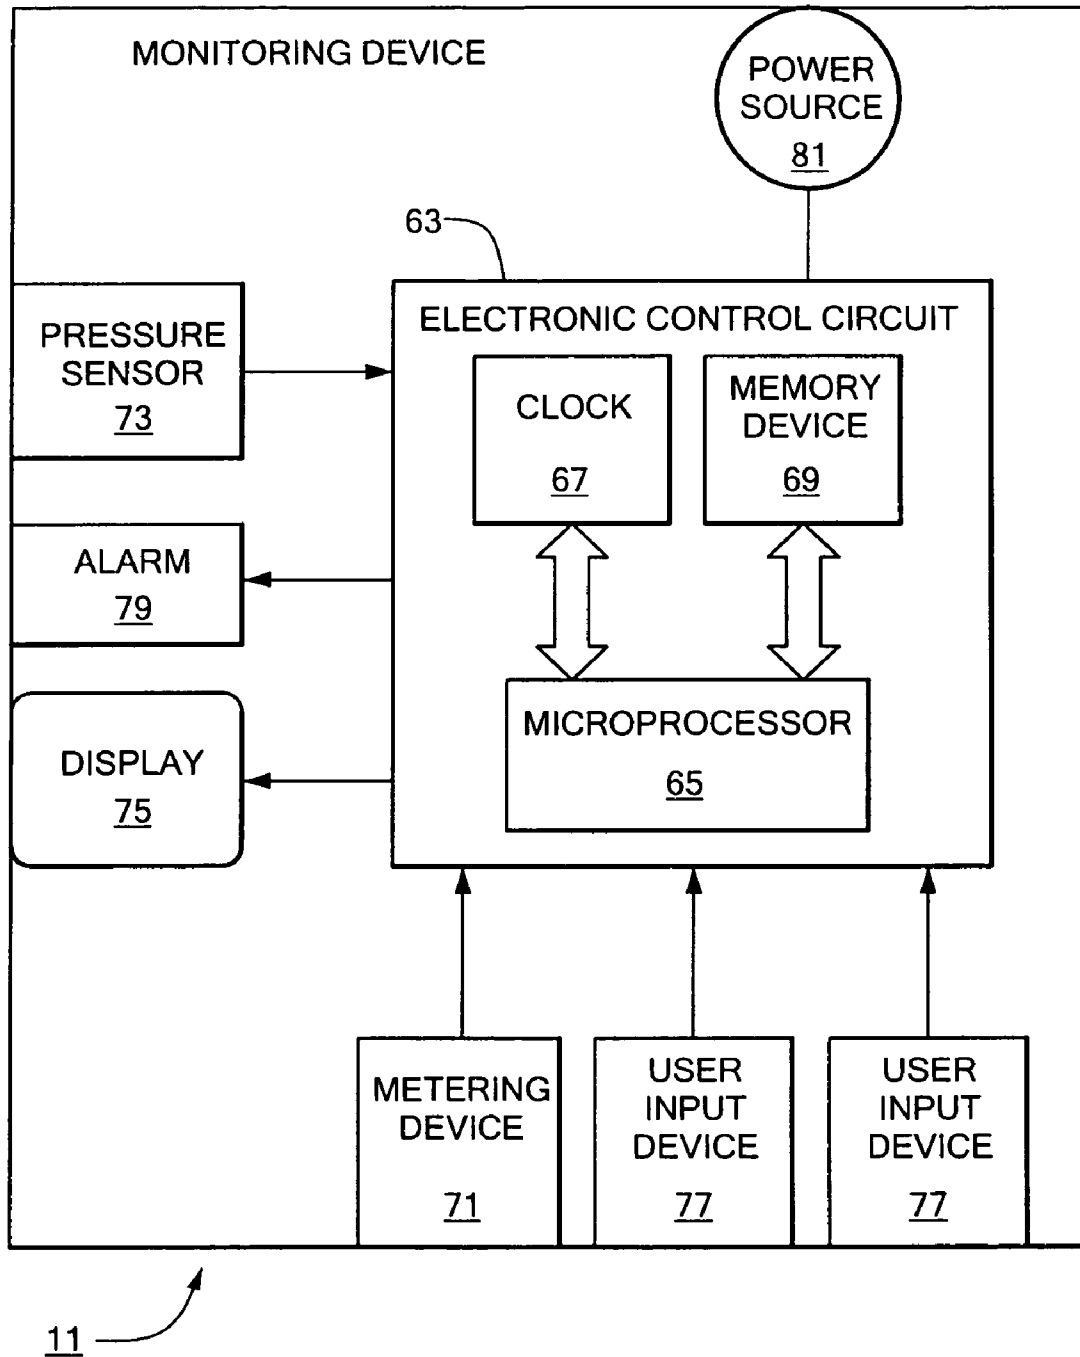 MONITORING DEVICE
POWER
SOURCE
81
63
ELECTRONIC CONTROL CIRCUIT
PRESSURE
SENSOR
73
CLOCK
67
MEMORY
DEVICE
69
ALARM
79
MICROPROCESSOR
65
DISPLAY
75
METERING
DEVICE
71
USER
INPUT
DEVICE
77
USER
INPUT
DEVICE
77
11